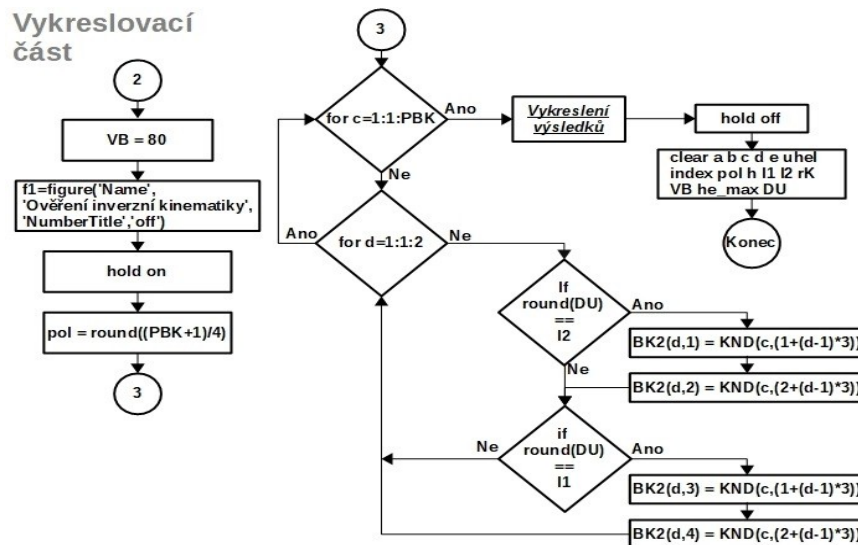 Vykreslovací
část
2
VB = 80
f1=figure('Name',
'Ověření inverzní kinematiky',
'NumberTitle','off')
hold on
pol = round((PBK+1)/4)
3
3
for c=1:1:PBK
Ano
Ne
Vykreslení
výsledků
hold off
clear a b c d e uhel
index pol h l1 l2 rK
VB he_max DU
Konec
for d=1:1:2
Ano
Ne
If
round(DU)
==
l2
Ano
Ne
BK2(d,1) = KND(c,(1+(d-1)*3))
BK2(d,2) = KND(c,(2+(d-1)*3))
if
round(DU)
==
l1
Ne
Ano
BK2(d,3) = KND(c,(1+(d-1)*3))
BK2(d,4) = KND(c,(2+(d-1)*3))